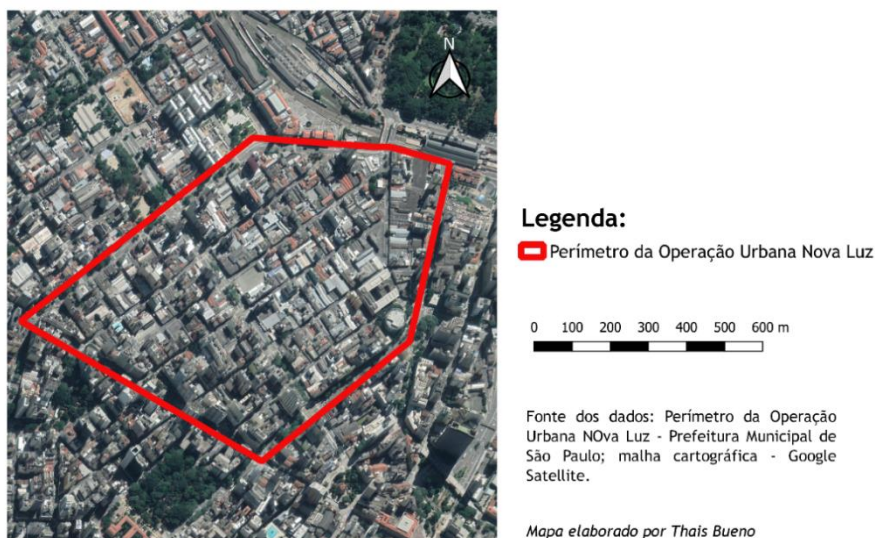 N
Legenda:
Perímetro da Operação Urbana Nova Luz
0 100 200 300 400 500 600 m
Fonte dos dados: Perímetro da Operação
Urbana NOva Luz - Prefeitura Municipal de
São Paulo; malha cartográfica - Google
Satellite.
Mapa elaborado por Thais Bueno